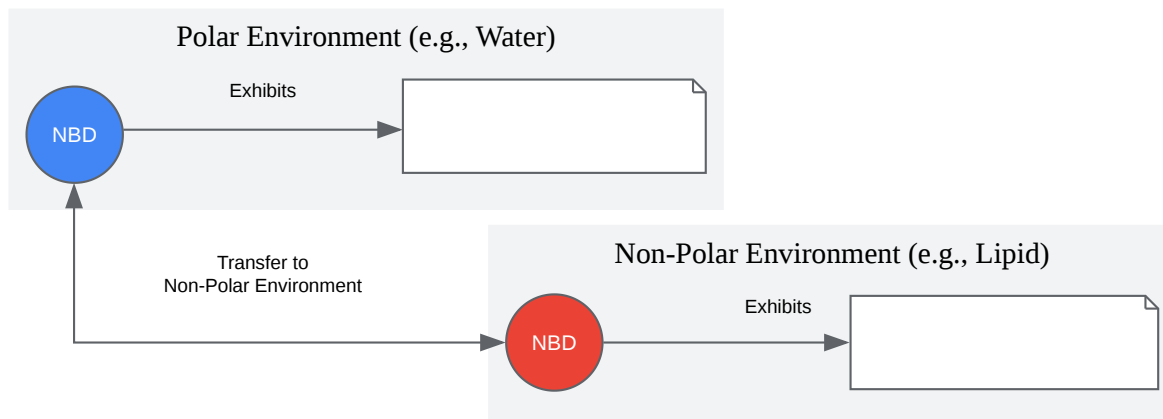 Polar Environment (e.g., Water)
Exhibits
NBD
Transfer to
Non-Polar Environment
Non-Polar Environment (e.g., Lipid)
Exhibits
NBD